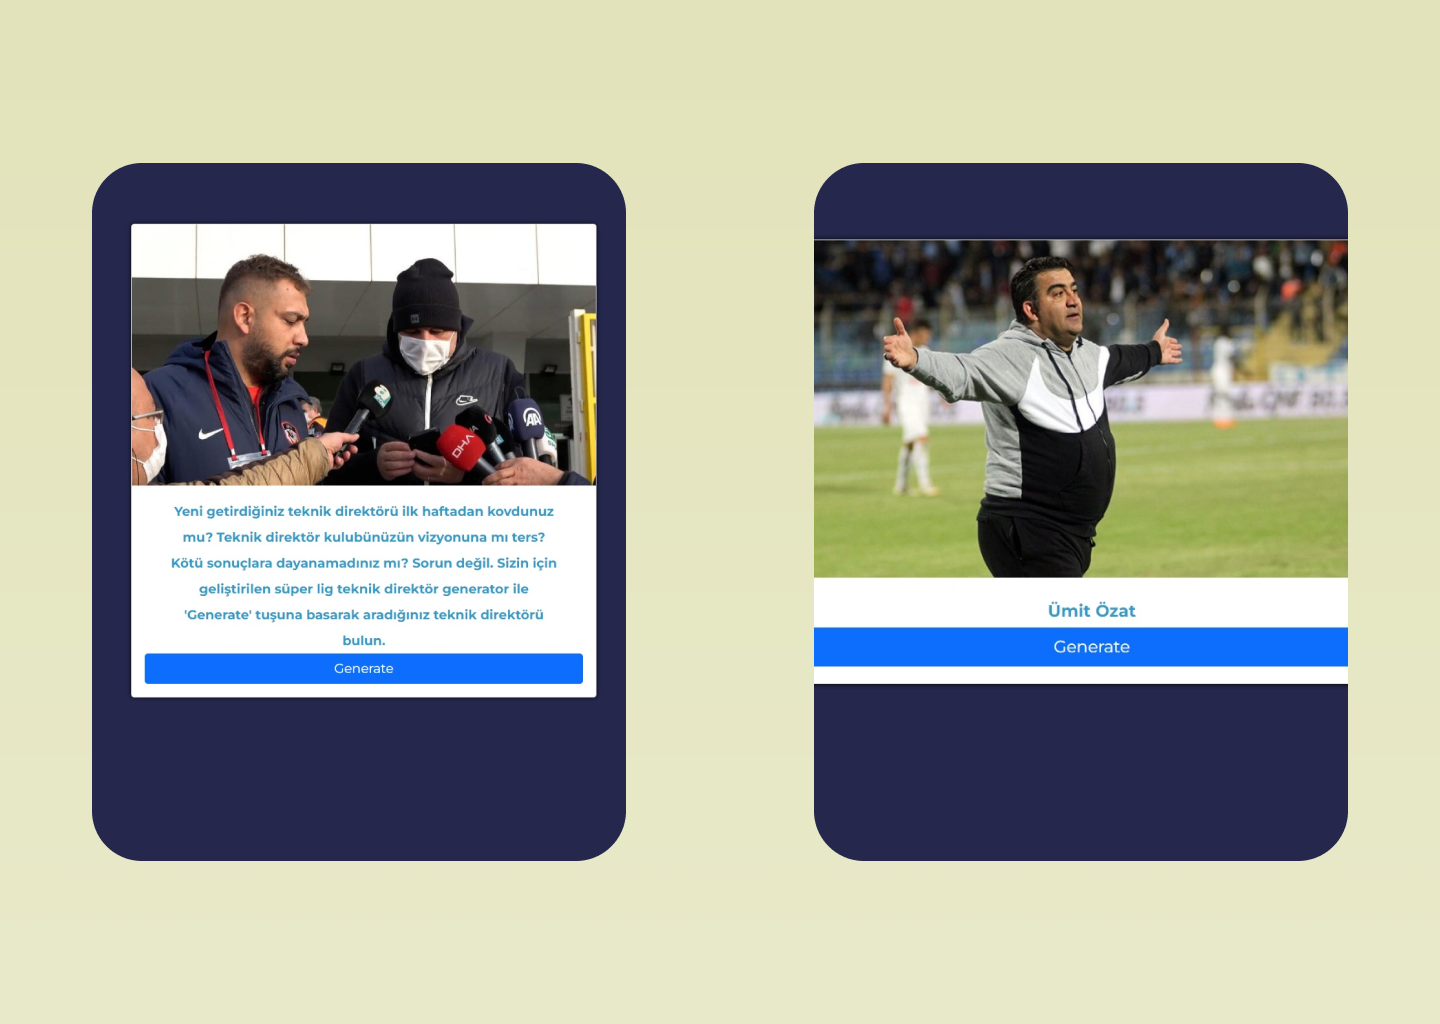 Yeni getirdiğiniz teknik direktörü ilk haftadan kovdunuz
mu? Teknik direktör kulubünüzün vizyonuna mı ters?
Kötü sonuçlara dayanamadınız mı? Sorun değil. Sizin için
geliştirilen süper lig teknik direktör generator ile
'Generate' tuşuna basarak aradığınız teknik direktörü
bulun.
Generate
DHA
AA
Ümit Özat
Generate